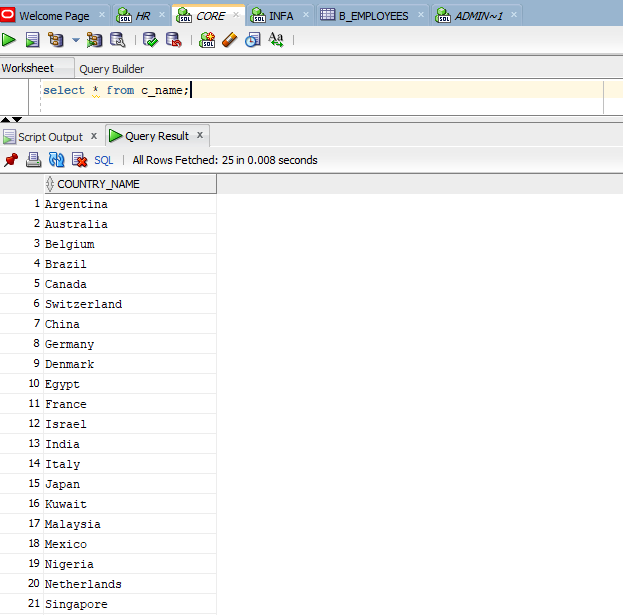 Welcome Page HR CORE INFA B_EMPLOYEES ADMIN~1
Worksheet Query Builder
select * from c_name;
Script Output x Query Result x
SQL | All Rows Fetched: 25 in 0.008 seconds
COUNTRY_NAME
1 Argentina
2 Australia
3 Belgium
4 Brazil
5 Canada
6 Switzerland
7 China
8 Germany
9 Denmark
10 Egypt
11 France
12 Israel
13 India
14 Italy
15 Japan
16 Kuwait
17 Malaysia
18 Mexico
19 Nigeria
20 Netherlands
21 Singapore